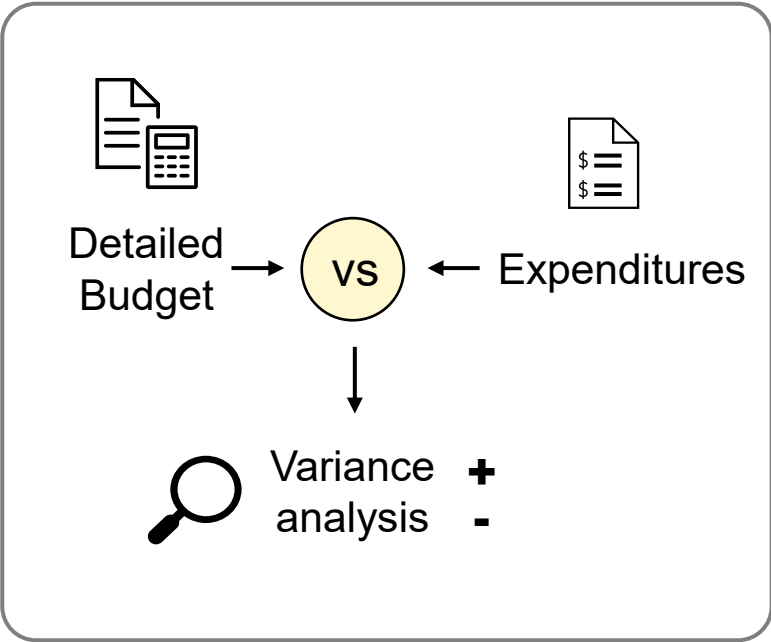 $
$
Detailed
Budget
vs
Expenditures
Variance +
analysis -